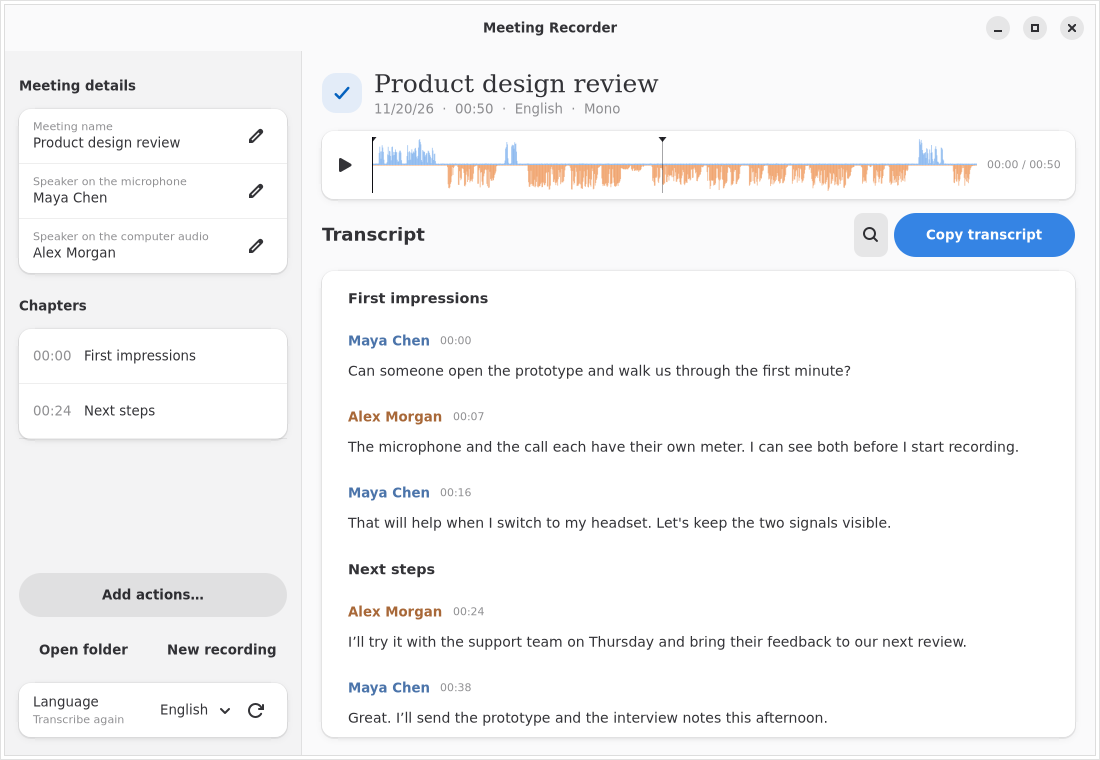 Meeting Recorder
Meeting details
Meeting name
Product design review
Speaker on the microphone
Maya Chen
Speaker on the computer audio
Alex Morgan
Chapters
00:00 First impressions
00:24 Next steps
Add actions…
Open folder New recording
Language
Transcribe again
English
Product design review
11/20/26 · 00:50 · English · Mono
00:00 / 00:50
Transcript
Copy transcript
First impressions
Maya Chen 00:00
Can someone open the prototype and walk us through the first minute?
Alex Morgan 00:07
The microphone and the call each have their own meter. I can see both before I start recording.
Maya Chen 00:16
That will help when I switch to my headset. Let's keep the two signals visible.
Next steps
Alex Morgan 00:24
I’ll try it with the support team on Thursday and bring their feedback to our next review.
Maya Chen 00:38
Great. I’ll send the prototype and the interview notes this afternoon.